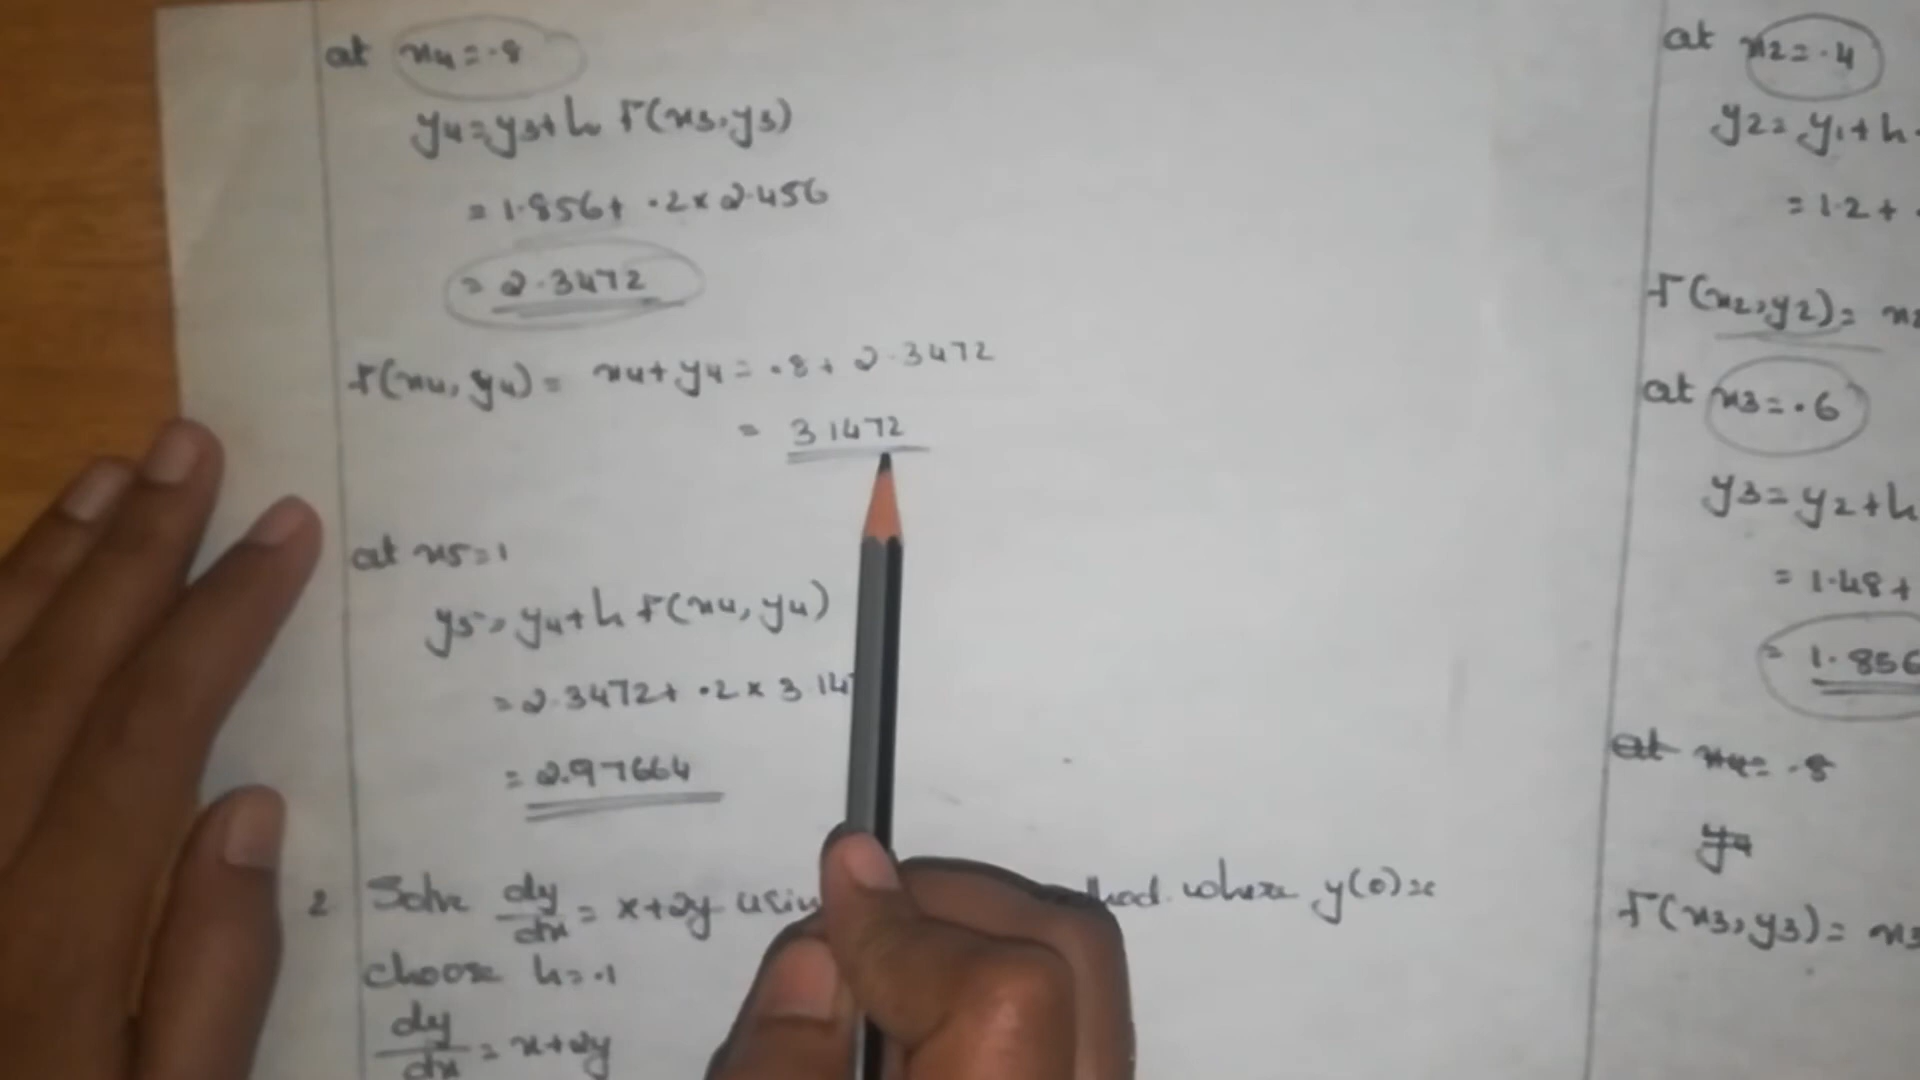 at x4 = .8
y4 = y3 + h f(x3, y3)
= 1.856 + .2 × 2.456
= 2.3472
f(x4, y4) = x4 + y4 = .8 + 2.3472
= 3.1472
at x5 = 1
y5 = y4 + h f(x4, y4)
= 2.3472 + .2 × 3.14
= 2.97664
2 Solve dy/dx = x+2y where y(0)=
choose h = .1
dy/dx = x+2y
at x2 = .4
y2 = y1 + h
= 1.2 +
f(x2, y2) =
at x3 = .6
y3 = y2 + h
= 1.48 +
= 1.856
at x4 = .8
y4
f(x3, y3) = x3